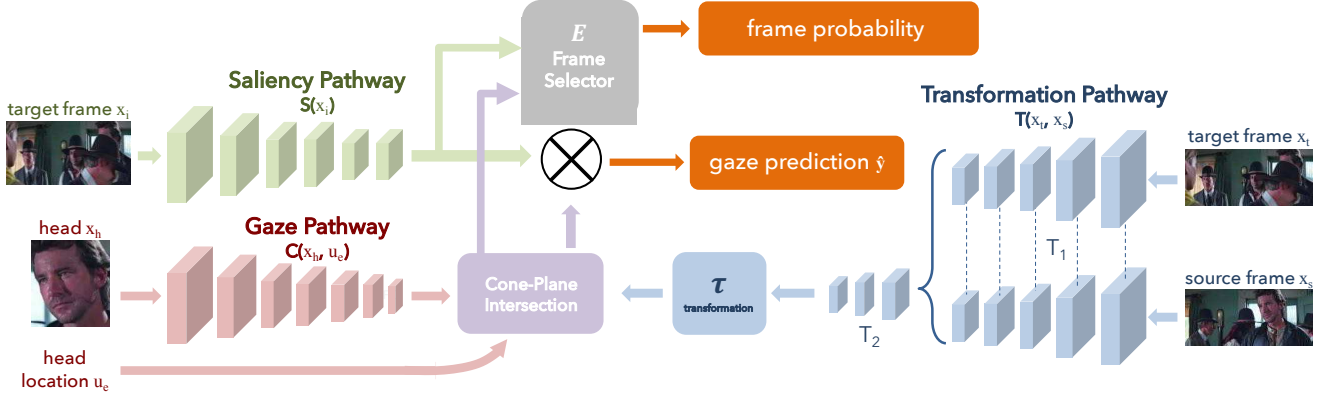 E
Frame
Selector
frame probability
Saliency Pathway
S(xᵢ)
target frame xᵢ
gaze prediction ŷ
Transformation Pathway
T(xₜ, xₛ)
target frame xₜ
T₁
source frame xₛ
head xₕ
Gaze Pathway
C(xₕ, uₑ)
Cone-Plane
Intersection
τ
transformation
T₂
head
location uₑ